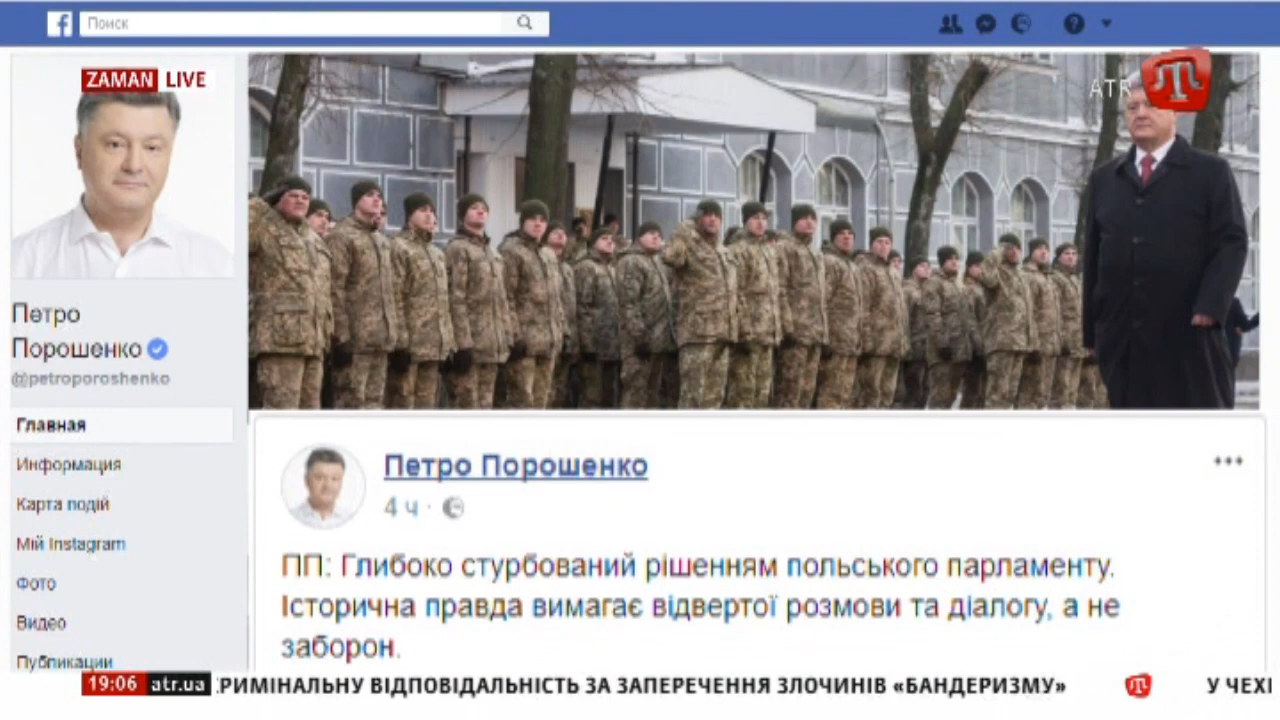 Поиск
ZAMAN LIVE
ATR
Петро
Порошенко
@petroporoshenko
Главная
Информация
Карта подій
Мій Instagram
Фото
Видео
Публикации
Петро Порошенко
4 ч
ПП: Глибоко стурбований рішенням польського парламенту.
Історична правда вимагає відвертої розмови та діалогу, а не
заборон.
19:06 atr.ua РИМІНАЛЬНУ ВІДПОВІДАЛЬНІСТЬ ЗА ЗАПЕРЕЧЕННЯ ЗЛОЧИНІВ «БАНДЕРИЗМУ» У ЧЕХІ